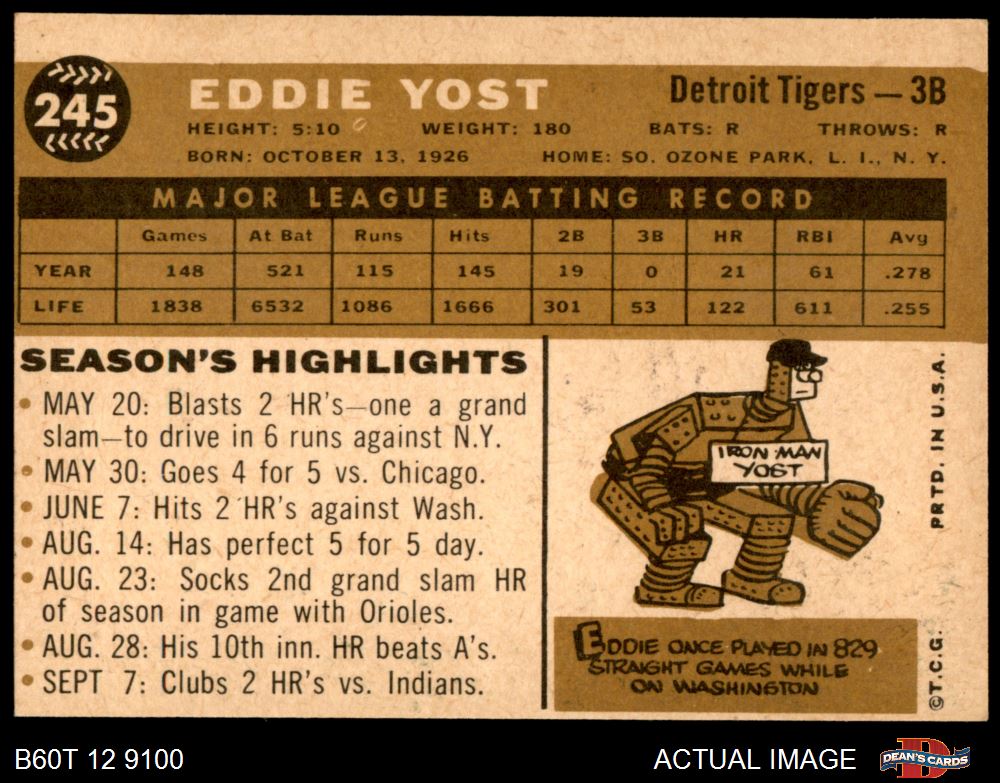 245
EDDIE YOST
Detroit Tigers — 3B
HEIGHT: 5:10 WEIGHT: 180 BATS: R THROWS: R
BORN: OCTOBER 13, 1926 HOME: SO. OZONE PARK, L. I., N. Y.
MAJOR LEAGUE BATTING RECORD
Games At Bat Runs Hits 2B 3B HR RBI Avg
YEAR 148 521 115 145 19 0 21 61 .278
LIFE 1838 6532 1086 1666 301 53 122 611 .255
SEASON'S HIGHLIGHTS
• MAY 20: Blasts 2 HR's—one a grand
slam—to drive in 6 runs against N.Y.
• MAY 30: Goes 4 for 5 vs. Chicago.
• JUNE 7: Hits 2 HR's against Wash.
• AUG. 14: Has perfect 5 for 5 day.
• AUG. 23: Socks 2nd grand slam HR
of season in game with Orioles.
• AUG. 28: His 10th inn. HR beats A's.
• SEPT 7: Clubs 2 HR's vs. Indians.
IRON MAN
YOST
EDDIE ONCE PLAYED IN 829
STRAIGHT GAMES WHILE
ON WASHINGTON
PRTD. IN U.S.A.
©T.C.G.
B60T 12 9100
ACTUAL IMAGE
DEAN'S CARDS